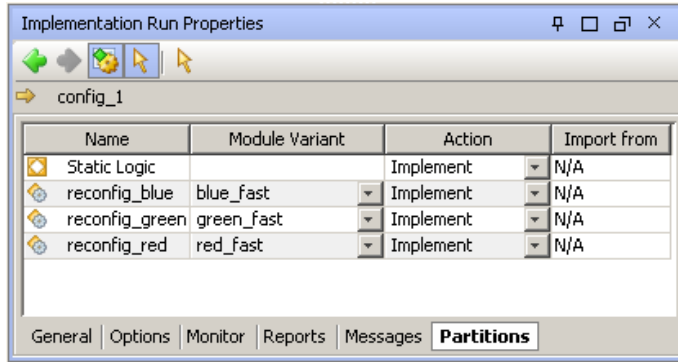 Implementation Run Properties
config_1
Name Module Variant Action Import from
Static Logic Implement N/A
reconfig_blue blue_fast Implement N/A
reconfig_green green_fast Implement N/A
reconfig_red red_fast Implement N/A
General Options Monitor Reports Messages Partitions